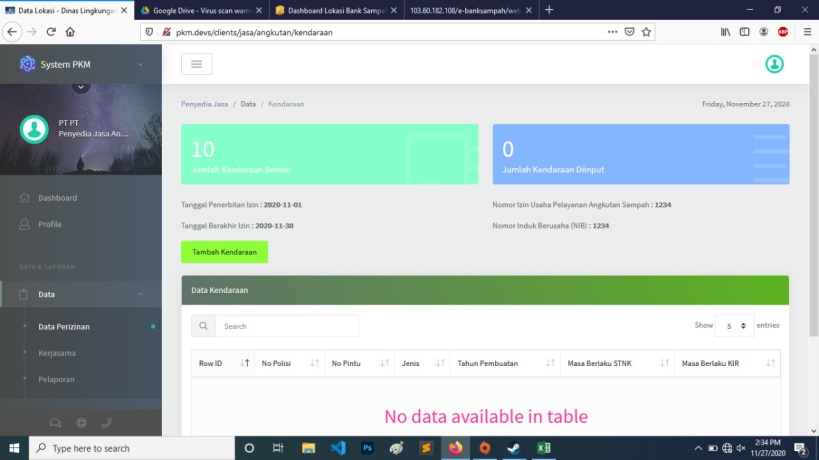 Data Lokasi - Dinas Lingkungan
Google Drive - Virus scan warn
Dashboard Lokasi Bank Sampa
103.60.182.108/e-banksampah/web
pkm.devs/clients/jasa/angkutan/kendaraan
System PKM
PT PT
Penyedia Jasa An...
Dashboard
Profile
DATA & LAPORAN
Data
Data Perizinan
Kerjasama
Pelaporan
Penyedia Jasa / Data / Kendaraan
Friday, November 27, 2020
10
Jumlah Kendaraan Berizin
0
Jumlah Kendaraan Diinput
Tanggal Penerbitan Izin : 2020-11-01
Nomor Izin Usaha Pelayanan Angkutan Sampah : 1234
Tanggal Berakhir Izin : 2020-11-30
Nomor Induk Berusaha (NIB) : 1234
Tambah Kendaraan
Data Kendaraan
Search
Show 5 entries
Row ID No Polisi No Pintu Jenis Tahun Pembuatan Masa Berlaku STNK Masa Berlaku KIR
No data available in table
Type here to search
2:34 PM
11/27/2020